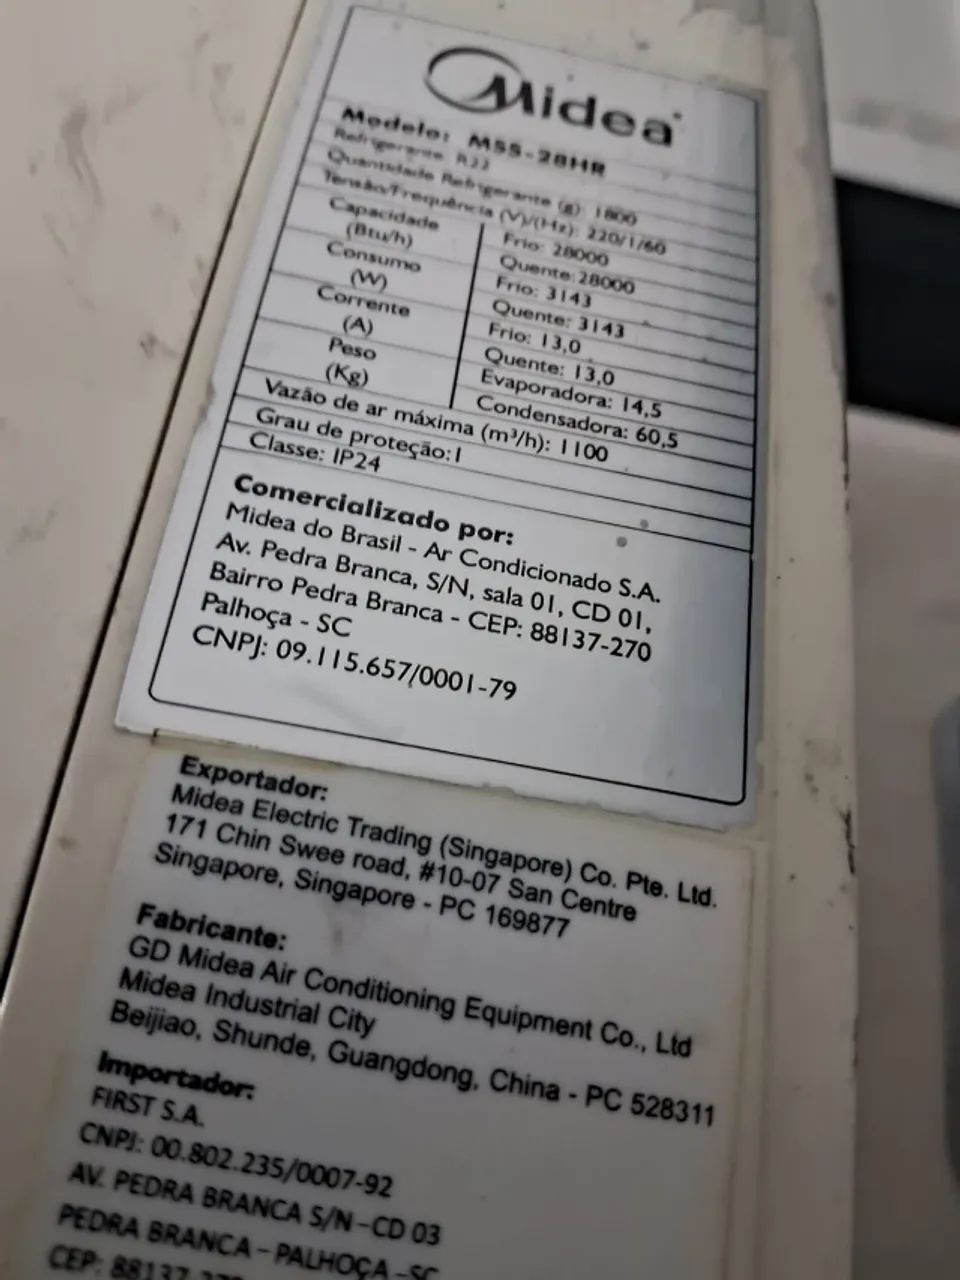 Midea
Modelo: MSS-28HR
Refrigerante R22
Quantidade Refrigerante (g): 1800
Tensão/Frequência (V)/(Hz): 220/1/60
Capacidade
(Btu/h)
Frio: 28000
Quente: 28000
Consumo
(W)
Frio: 3143
Quente: 3143
Corrente
(A)
Frio: 13,0
Quente: 13,0
Peso
(Kg)
Evaporadora: 14,5
Condensadora: 60,5
Vazão de ar máxima (m³/h): 1100
Grau de proteção: I
Classe: IP24
Comercializado por:
Midea do Brasil - Ar Condicionado S.A.
Av. Pedra Branca, S/N, sala 01, CD 01,
Bairro Pedra Branca - CEP: 88137-270
Palhoça - SC
CNPJ: 09.115.657/0001-79
Exportador:
Midea Electric Trading (Singapore) Co. Pte. Ltd.
171 Chin Swee road, #10-07 San Centre
Singapore, Singapore - PC 169877
Fabricante:
GD Midea Air Conditioning Equipment Co., Ltd
Midea Industrial City
Beijiao, Shunde, Guangdong, China - PC 528311
Importador:
FIRST S.A.
CNPJ: 00.802.235/0007-92
AV. PEDRA BRANCA S/N - CD 03
PEDRA BRANCA - PALHOÇA - SC
CEP: